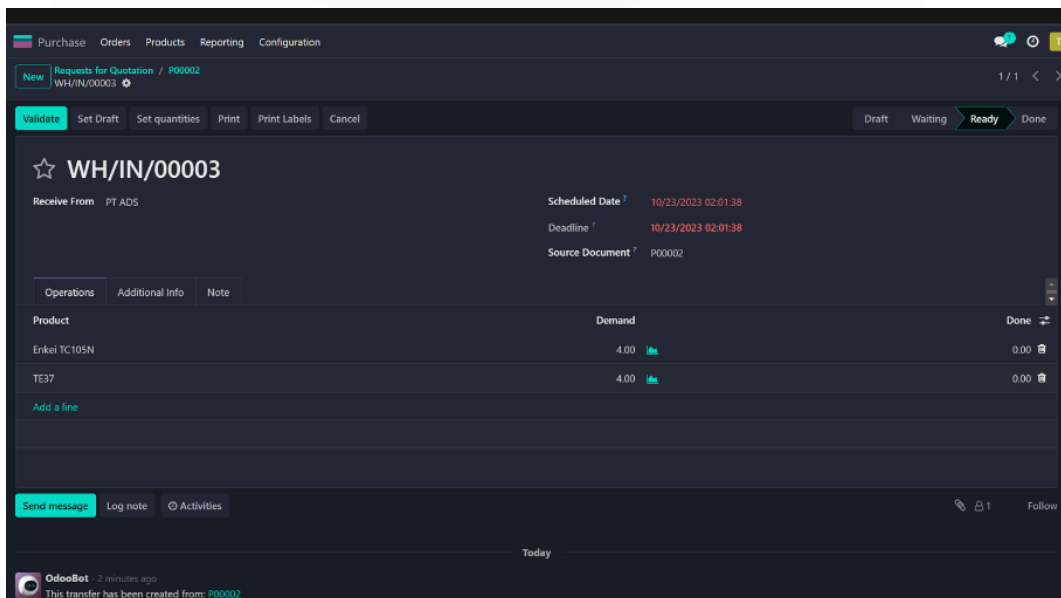 Purchase Orders Products Reporting Configuration 1
New Requests for Quotation / P00002
WH/IN/00003 1 / 1
Validate Set Draft Set quantities Print Print Labels Cancel Draft Waiting Ready Done
WH/IN/00003
Receive From PT ADS Scheduled Date ? 10/23/2023 02:01:38
Deadline ? 10/23/2023 02:01:38
Source Document ? P00002
Operations Additional Info Note
Product Demand Done
Enkei TC105N 4.00 0.00
TE37 4.00 0.00
Add a line
Send message Log note Activities 1 Follow
Today
OdooBot - 2 minutes ago
This transfer has been created from: P00002